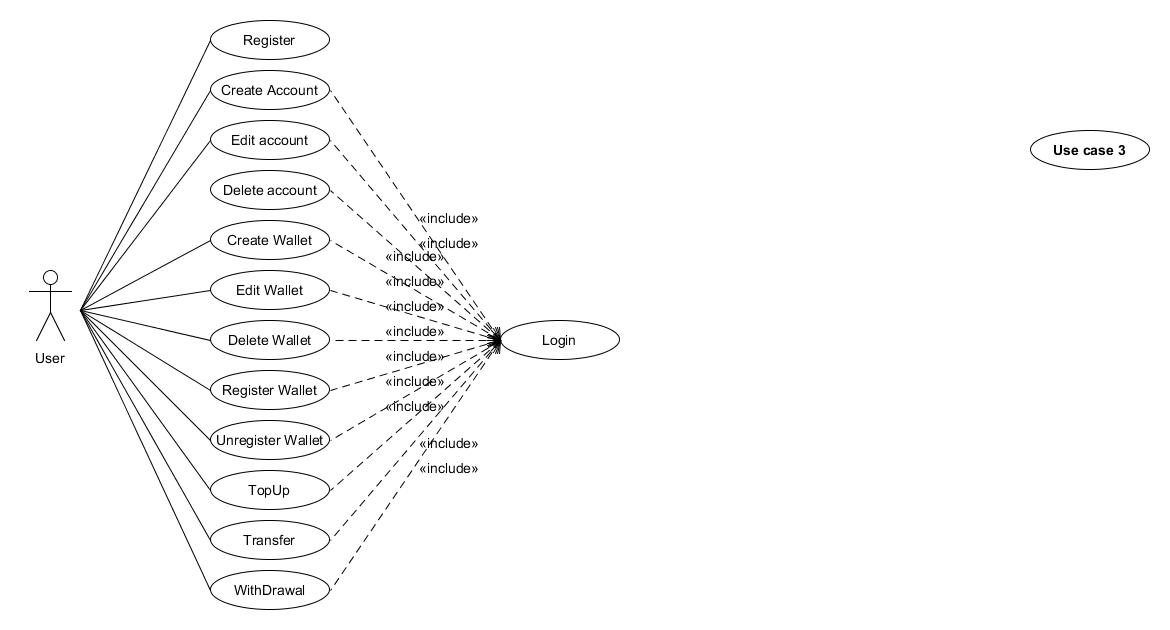 Register
Create Account
Edit account
Use case 3
Delete account
«include»
Create Wallet
«include»
«include»
«include»
Edit Wallet
«include»
«include»
Delete Wallet
Login
User
«include»
«include»
Register Wallet
«include»
Unregister Wallet
«include»
«include»
TopUp
Transfer
WithDrawal